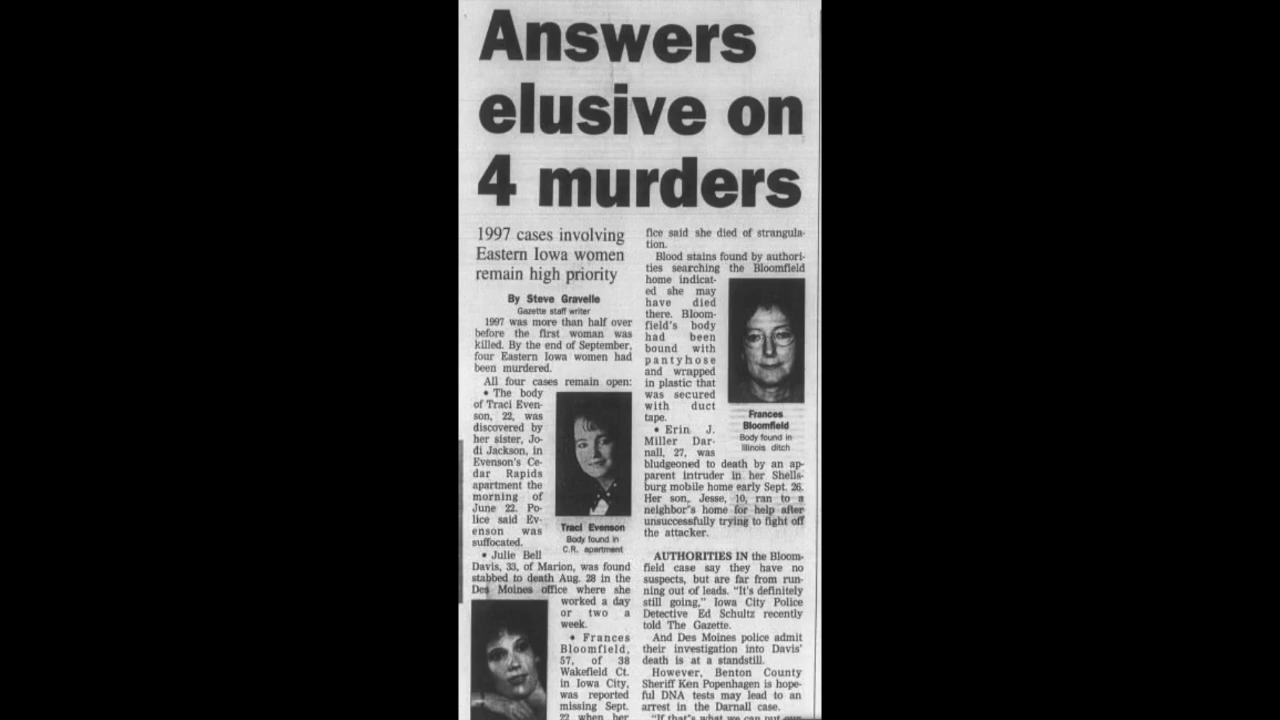 Answers
elusive on
4 murders
1997 cases involving
Eastern Iowa women
remain high priority
By Steve Gravelle
Gazette staff writer
1997 was more than half over
before the first woman was
killed. By the end of September,
four Eastern Iowa women had
been murdered.
All four cases remain open:
• The body
of Traci Even-
son, 22, was
discovered by
her sister, Jo-
di Jackson, in
Evenson's Ce-
dar Rapids
apartment the
morning of
June 22. Po-
lice said Ev-
enson was
suffocated.
Traci Evenson
Body found in
C.R. apartment
• Julie Bell
Davis, 33, of Marion, was found
stabbed to death Aug. 28 in the
Des Moines office where she
worked a day
or two a
week.
• Frances
Bloomfield,
57, of 38
Wakefield Ct.
in Iowa City,
was reported
missing Sept.
22 when her
fice said she died of strangula-
tion.
Blood stains found by authori-
ties searching the Bloomfield
home indicat-
ed she may
have died
there. Bloom-
field's body
had been
bound with
pantyhose
and wrapped
in plastic that
was secured
with duct
tape.
Frances
Bloomfield
Body found in
Illinois ditch
• Erin J.
Miller Dar-
nall, 27, was
bludgeoned to death by an ap-
parent intruder in her Shells-
burg mobile home early Sept. 26.
Her son, Jesse, 10, ran to a
neighbor's home for help after
unsuccessfully trying to fight off
the attacker.
AUTHORITIES IN the Bloom-
field case say they have no
suspects, but are far from run-
ning out of leads. "It's definitely
still going," Iowa City Police
Detective Ed Schultz recently
told The Gazette.
And Des Moines police admit
their investigation into Davis'
death is at a standstill.
However, Benton County
Sheriff Ken Popenhagen is hope-
ful DNA tests may lead to an
arrest in the Darnall case.
"If that's what we can put our